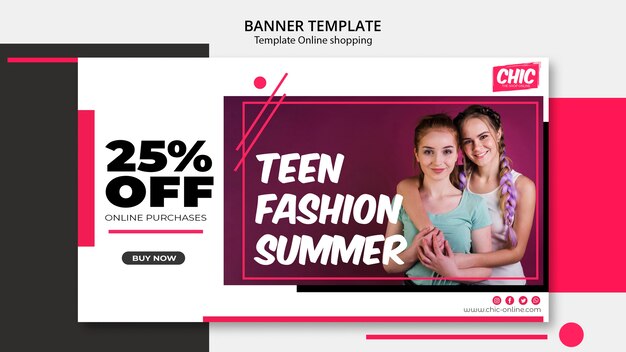 BANNER TEMPLATE
Template Online shopping
CHIC
25%
OFF
ONLINE PURCHASES
BUY NOW
TEEN
FASHION
SUMMER
www.chic-online.com